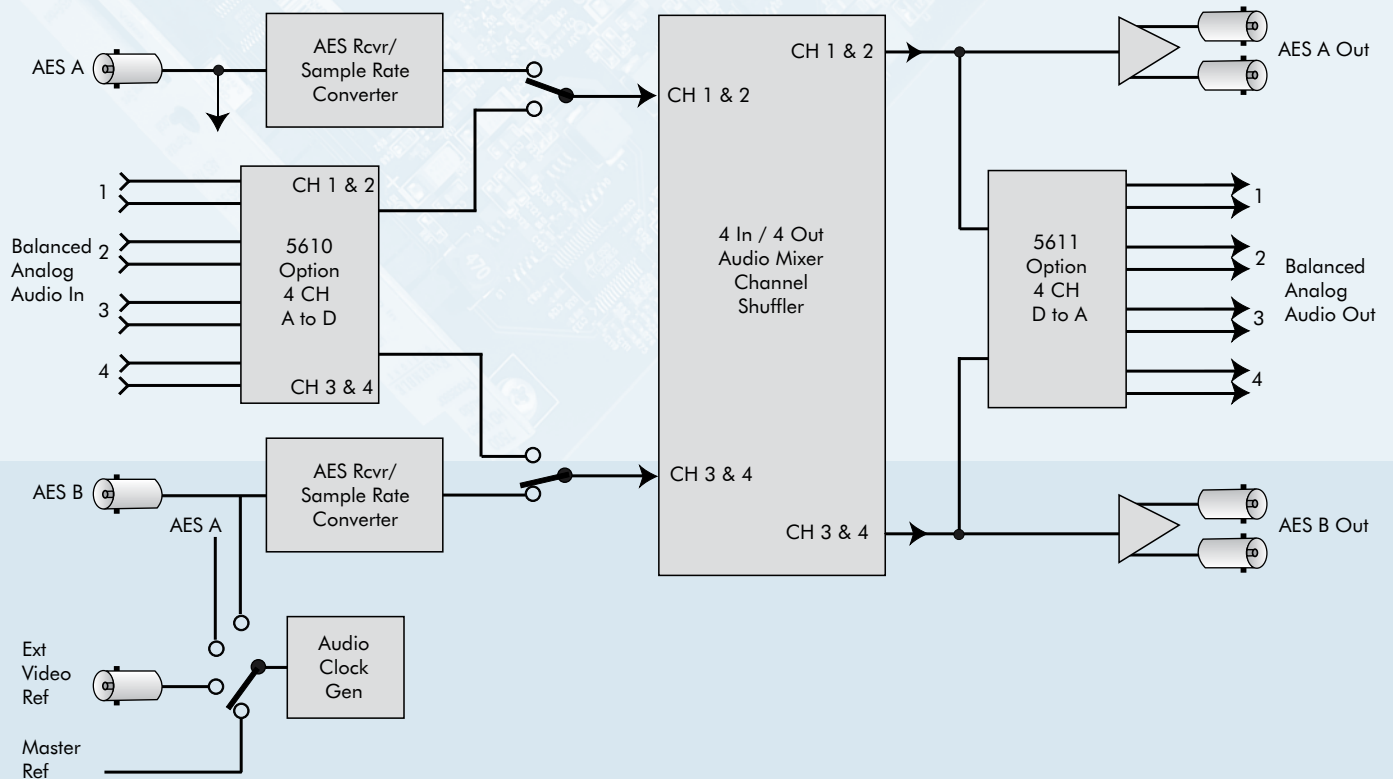 AES A
AES Rcvr/
Sample Rate
Converter
CH 1 & 2
CH 1 & 2
AES A Out
Balanced
Analog
Audio In
1
2
3
4
CH 1 & 2
5610
Option
4 CH
A to D
CH 3 & 4
4 In / 4 Out
Audio Mixer
Channel
Shuffler
5611
Option
4 CH
D to A
1
2
3
4
Balanced
Analog
Audio Out
AES B
AES Rcvr/
Sample Rate
Converter
CH 3 & 4
CH 3 & 4
AES B Out
AES A
Ext
Video
Ref
Audio
Clock
Gen
Master
Ref